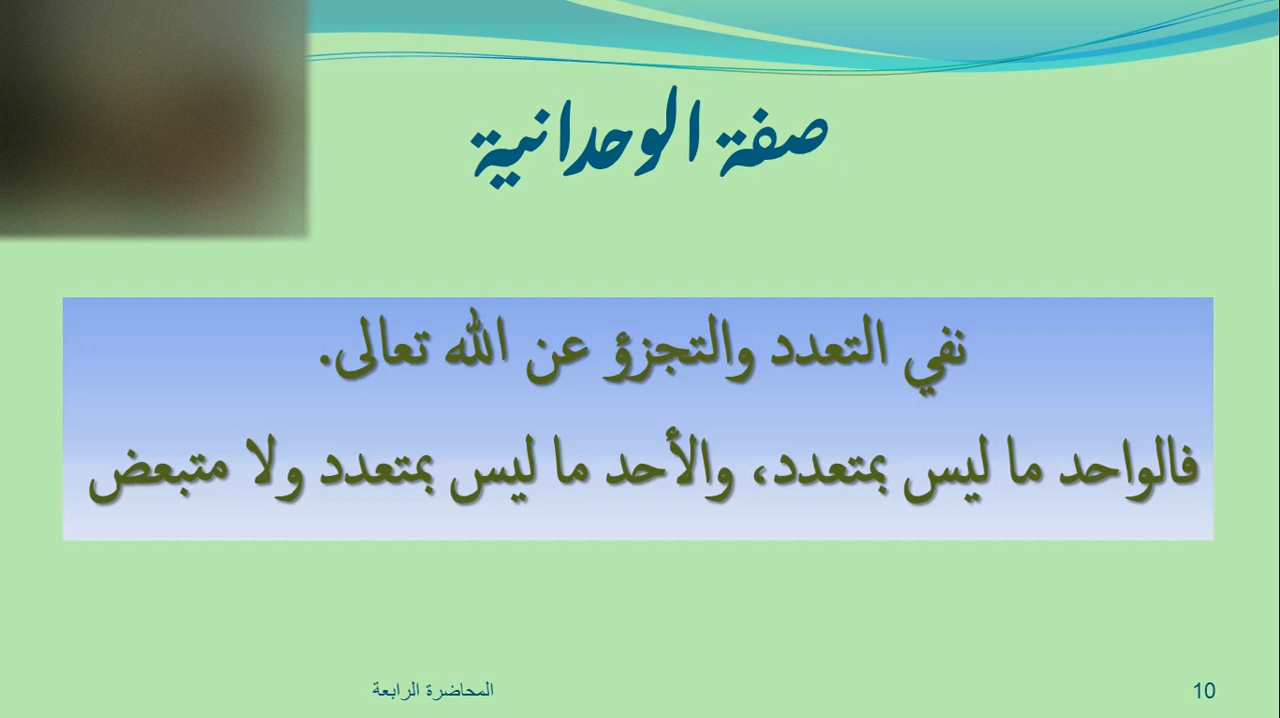 صفة الوحدانية
نفي التعدد والتجزؤ عن الله تعالى.
فالواحد ما ليس بمتعدد، والأحد ما ليس بمتعدد ولا متبعض
المحاضرة الرابعة
10